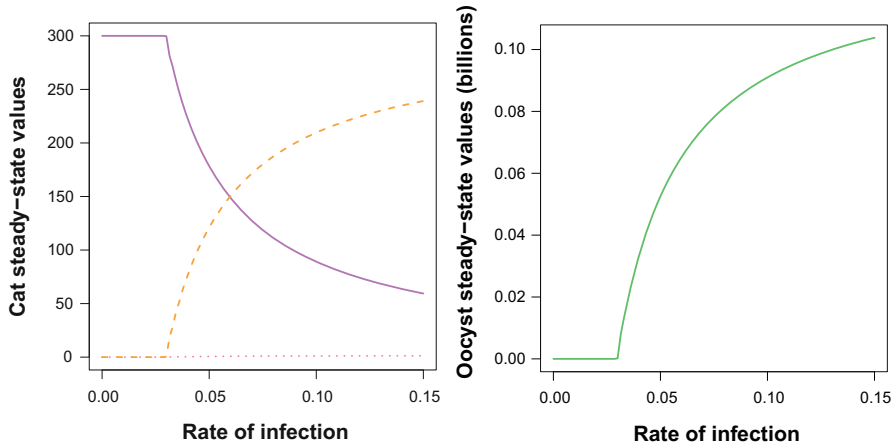 Cat steady−state values
300
250
200
150
100
50
0
0.00 0.05 0.10 0.15
Rate of infection
Oocyst steady−state values (billions)
0.10
0.08
0.06
0.04
0.02
0.00
0.00 0.05 0.10 0.15
Rate of infection